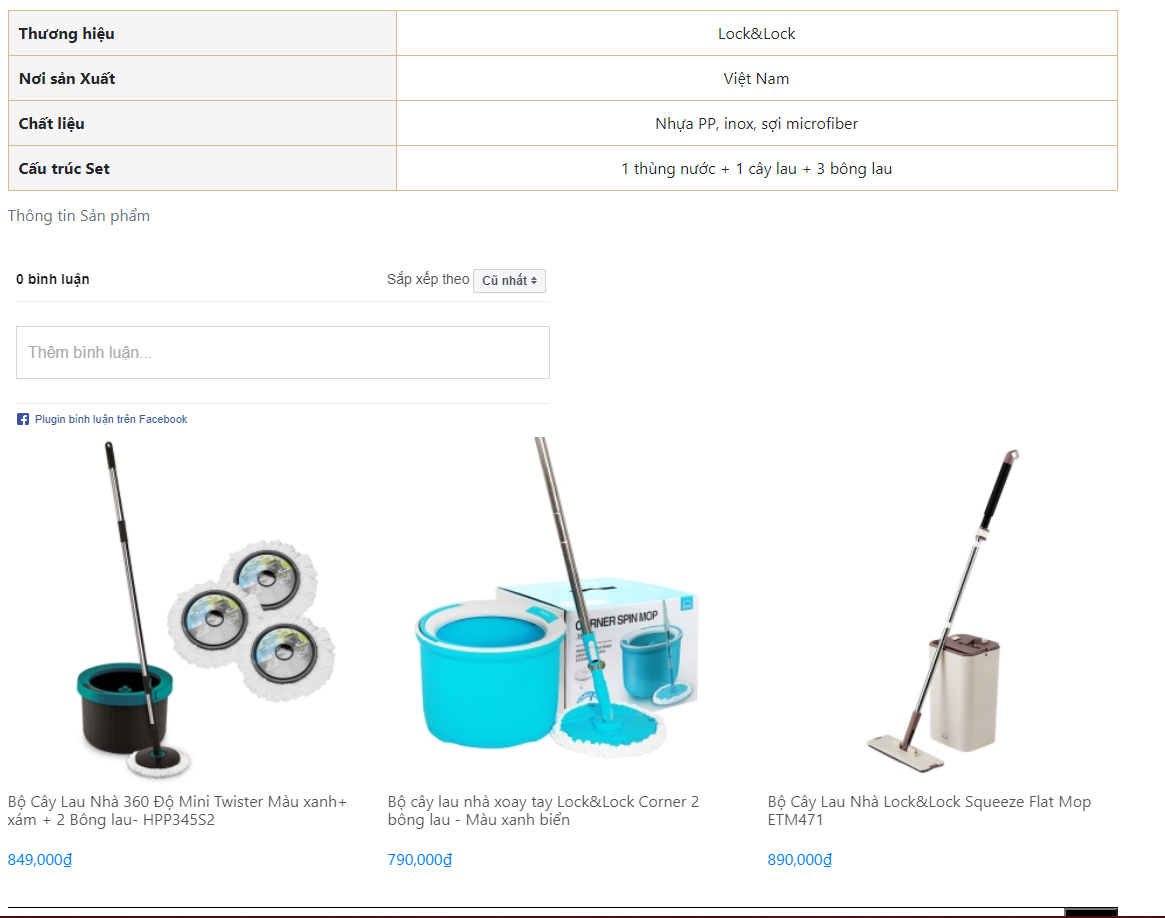 Thương hiệu Lock&Lock
Nơi sản Xuất Việt Nam
Chất liệu Nhựa PP, inox, sợi microfiber
Cấu trúc Set 1 thùng nước + 1 cây lau + 3 bông lau
Thông tin Sản phẩm
0 bình luận Sắp xếp theo Cũ nhất
Thêm bình luận...
Plugin bình luận trên Facebook
CORNER SPIN MOP
Bộ Cây Lau Nhà 360 Độ Mini Twister Màu xanh+
xám + 2 Bông lau- HPP345S2
849,000₫
Bộ cây lau nhà xoay tay Lock&Lock Corner 2
bông lau - Màu xanh biển
790,000₫
Bộ Cây Lau Nhà Lock&Lock Squeeze Flat Mop
ETM471
890,000₫